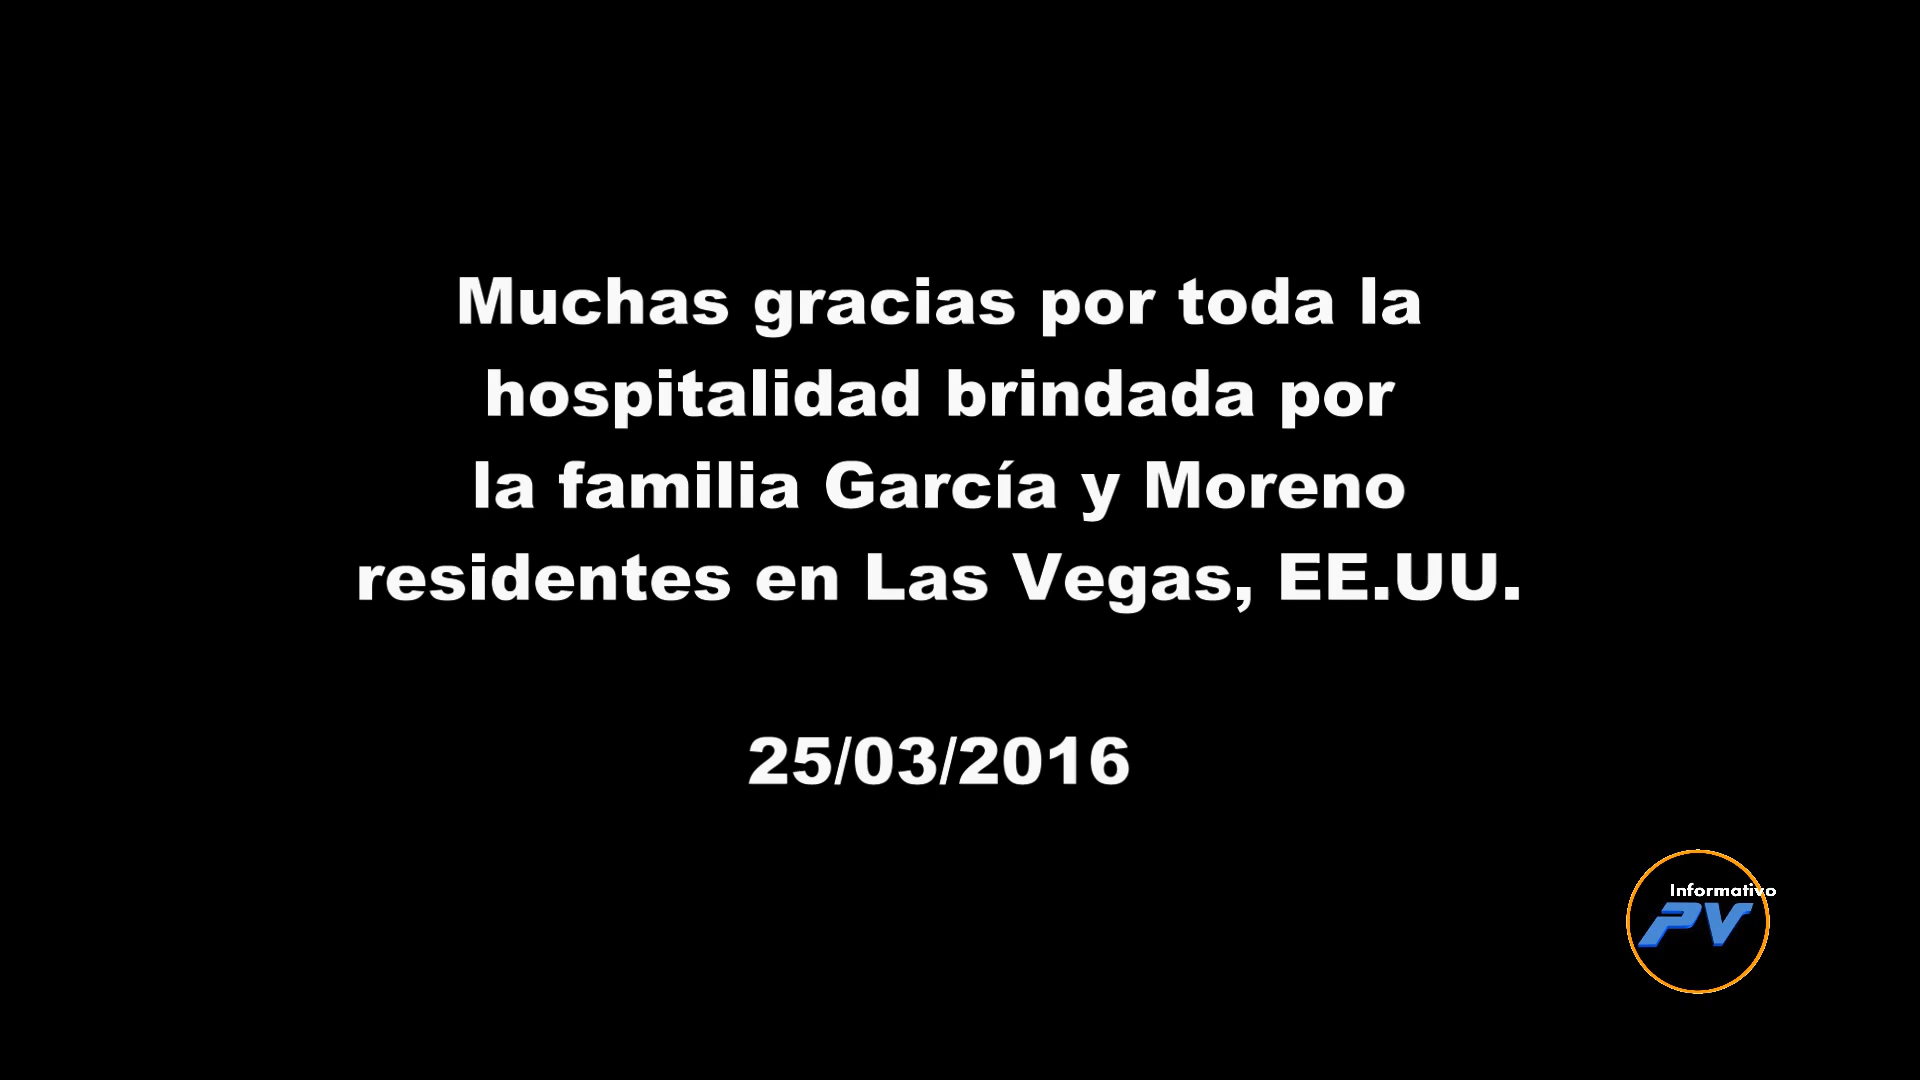 Muchas gracias por toda la
hospitalidad brindada por
la familia García y Moreno
residentes en Las Vegas, EE.UU.
25/03/2016
Informativo
PV